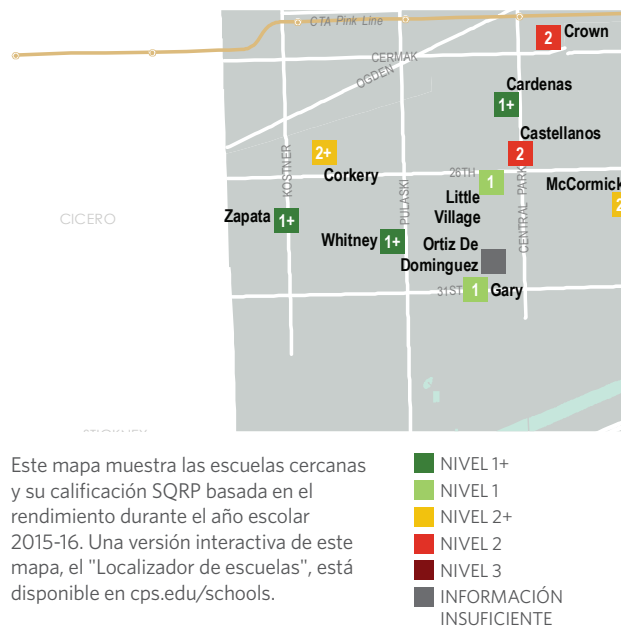 CTA Pink Line
2
Crown
CERMAK
OGDEN
Cardenas
1+
Castellanos
2
KOSTNER
2+
Corkery
26TH
1
Little
Village
CENTRAL PARK
McCormick
2
CICERO
Zapata
1+
PULASKI
Whitney
1+
Ortiz De
Dominguez
31ST
1
Gary
Este mapa muestra las escuelas cercanas
y su calificación SQRP basada en el
rendimiento durante el año escolar
2015-16. Una versión interactiva de este
mapa, el "Localizador de escuelas", está
disponible en cps.edu/schools.
NIVEL 1+
NIVEL 1
NIVEL 2+
NIVEL 2
NIVEL 3
INFORMACIÓN
INSUFICIENTE